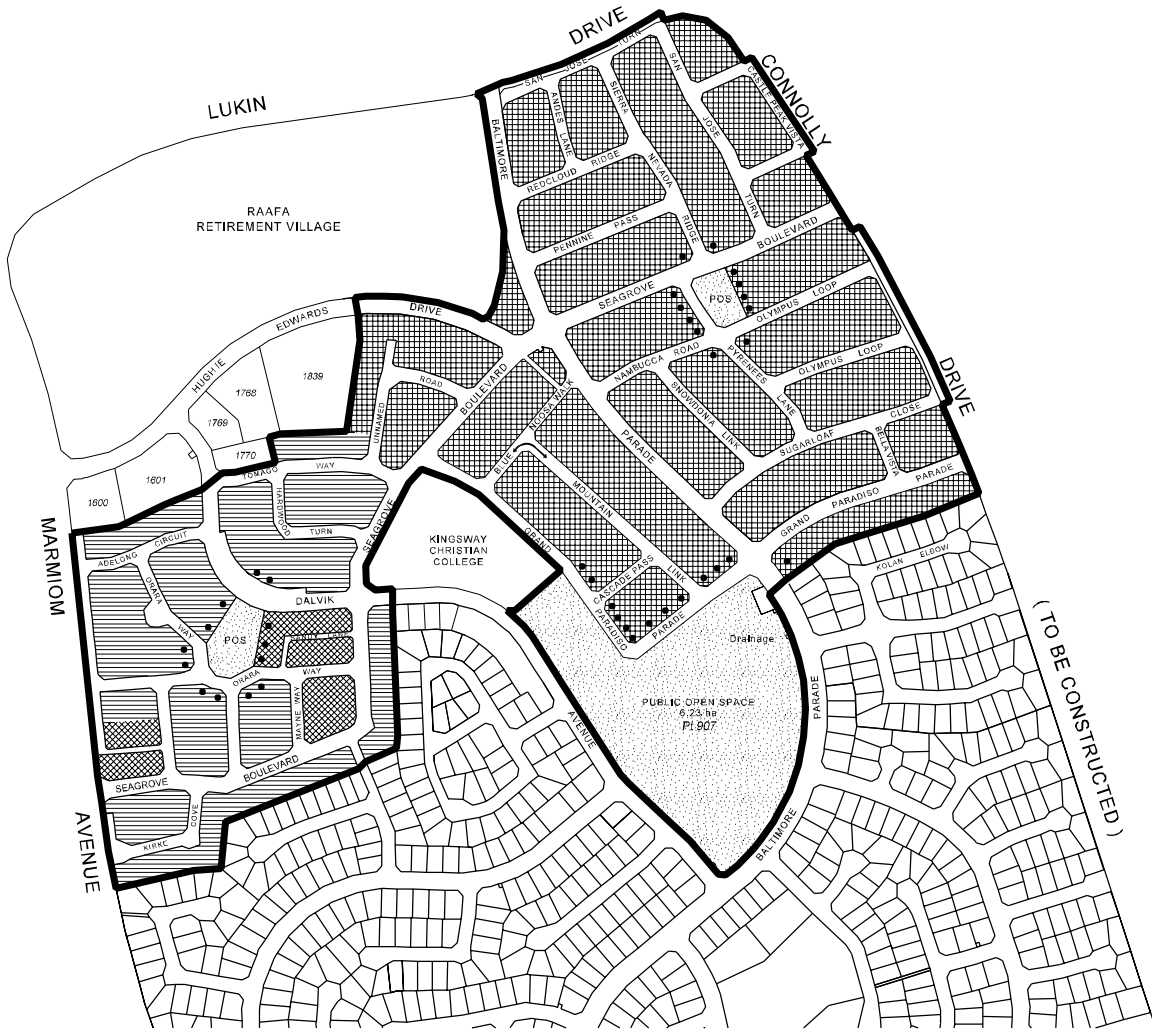 DRIVE
CONNOLLY
LUKIN
SAN JOSE TURN
SAN JOSE TURN
CASTLE PEAK VISTA
BALTIMORE
ANDES LANE
SIERRA NEVADA RIDGE
REDCLOUD RIDGE
RAAFA
RETIREMENT VILLAGE
PENNINE PASS
SEAGROVE BOULEVARD
POS
OLYMPUS LOOP
HUGHIE EDWARDS DRIVE
1839
1768
1769
1770
1601
1600
UNNAMED ROAD
BOULEVARD
NOOSA WALK
NAMBUCCA ROAD
PYRENEES LANE
OLYMPUS LOOP
DRIVE
SNOWDONIA LINK
PARADE
SUGARLOAF CLOSE
BELLAVISTA
GRAND PARADISO PARADE
BLUE MOUNTAIN LINK
TOMAGO WAY
HARDWOOD TURN
SEAGROVE
GRAND PARADISO PARADE
CASCADE PASS
KINGSWAY
CHRISTIAN
COLLEGE
MARMIOM
ADELONG CIRCUIT
ORARA WAY
DALVIK
POS
ORARA WAY
MAYNE WAY
KOLAN ELBOW
Drainage
( TO BE CONSTRUCTED )
PUBLIC OPEN SPACE
6.23 ha
Pt 907
PARADE
AVENUE
SEAGROVE BOULEVARD
KIRKE COVE
AVENUE
BALTIMORE